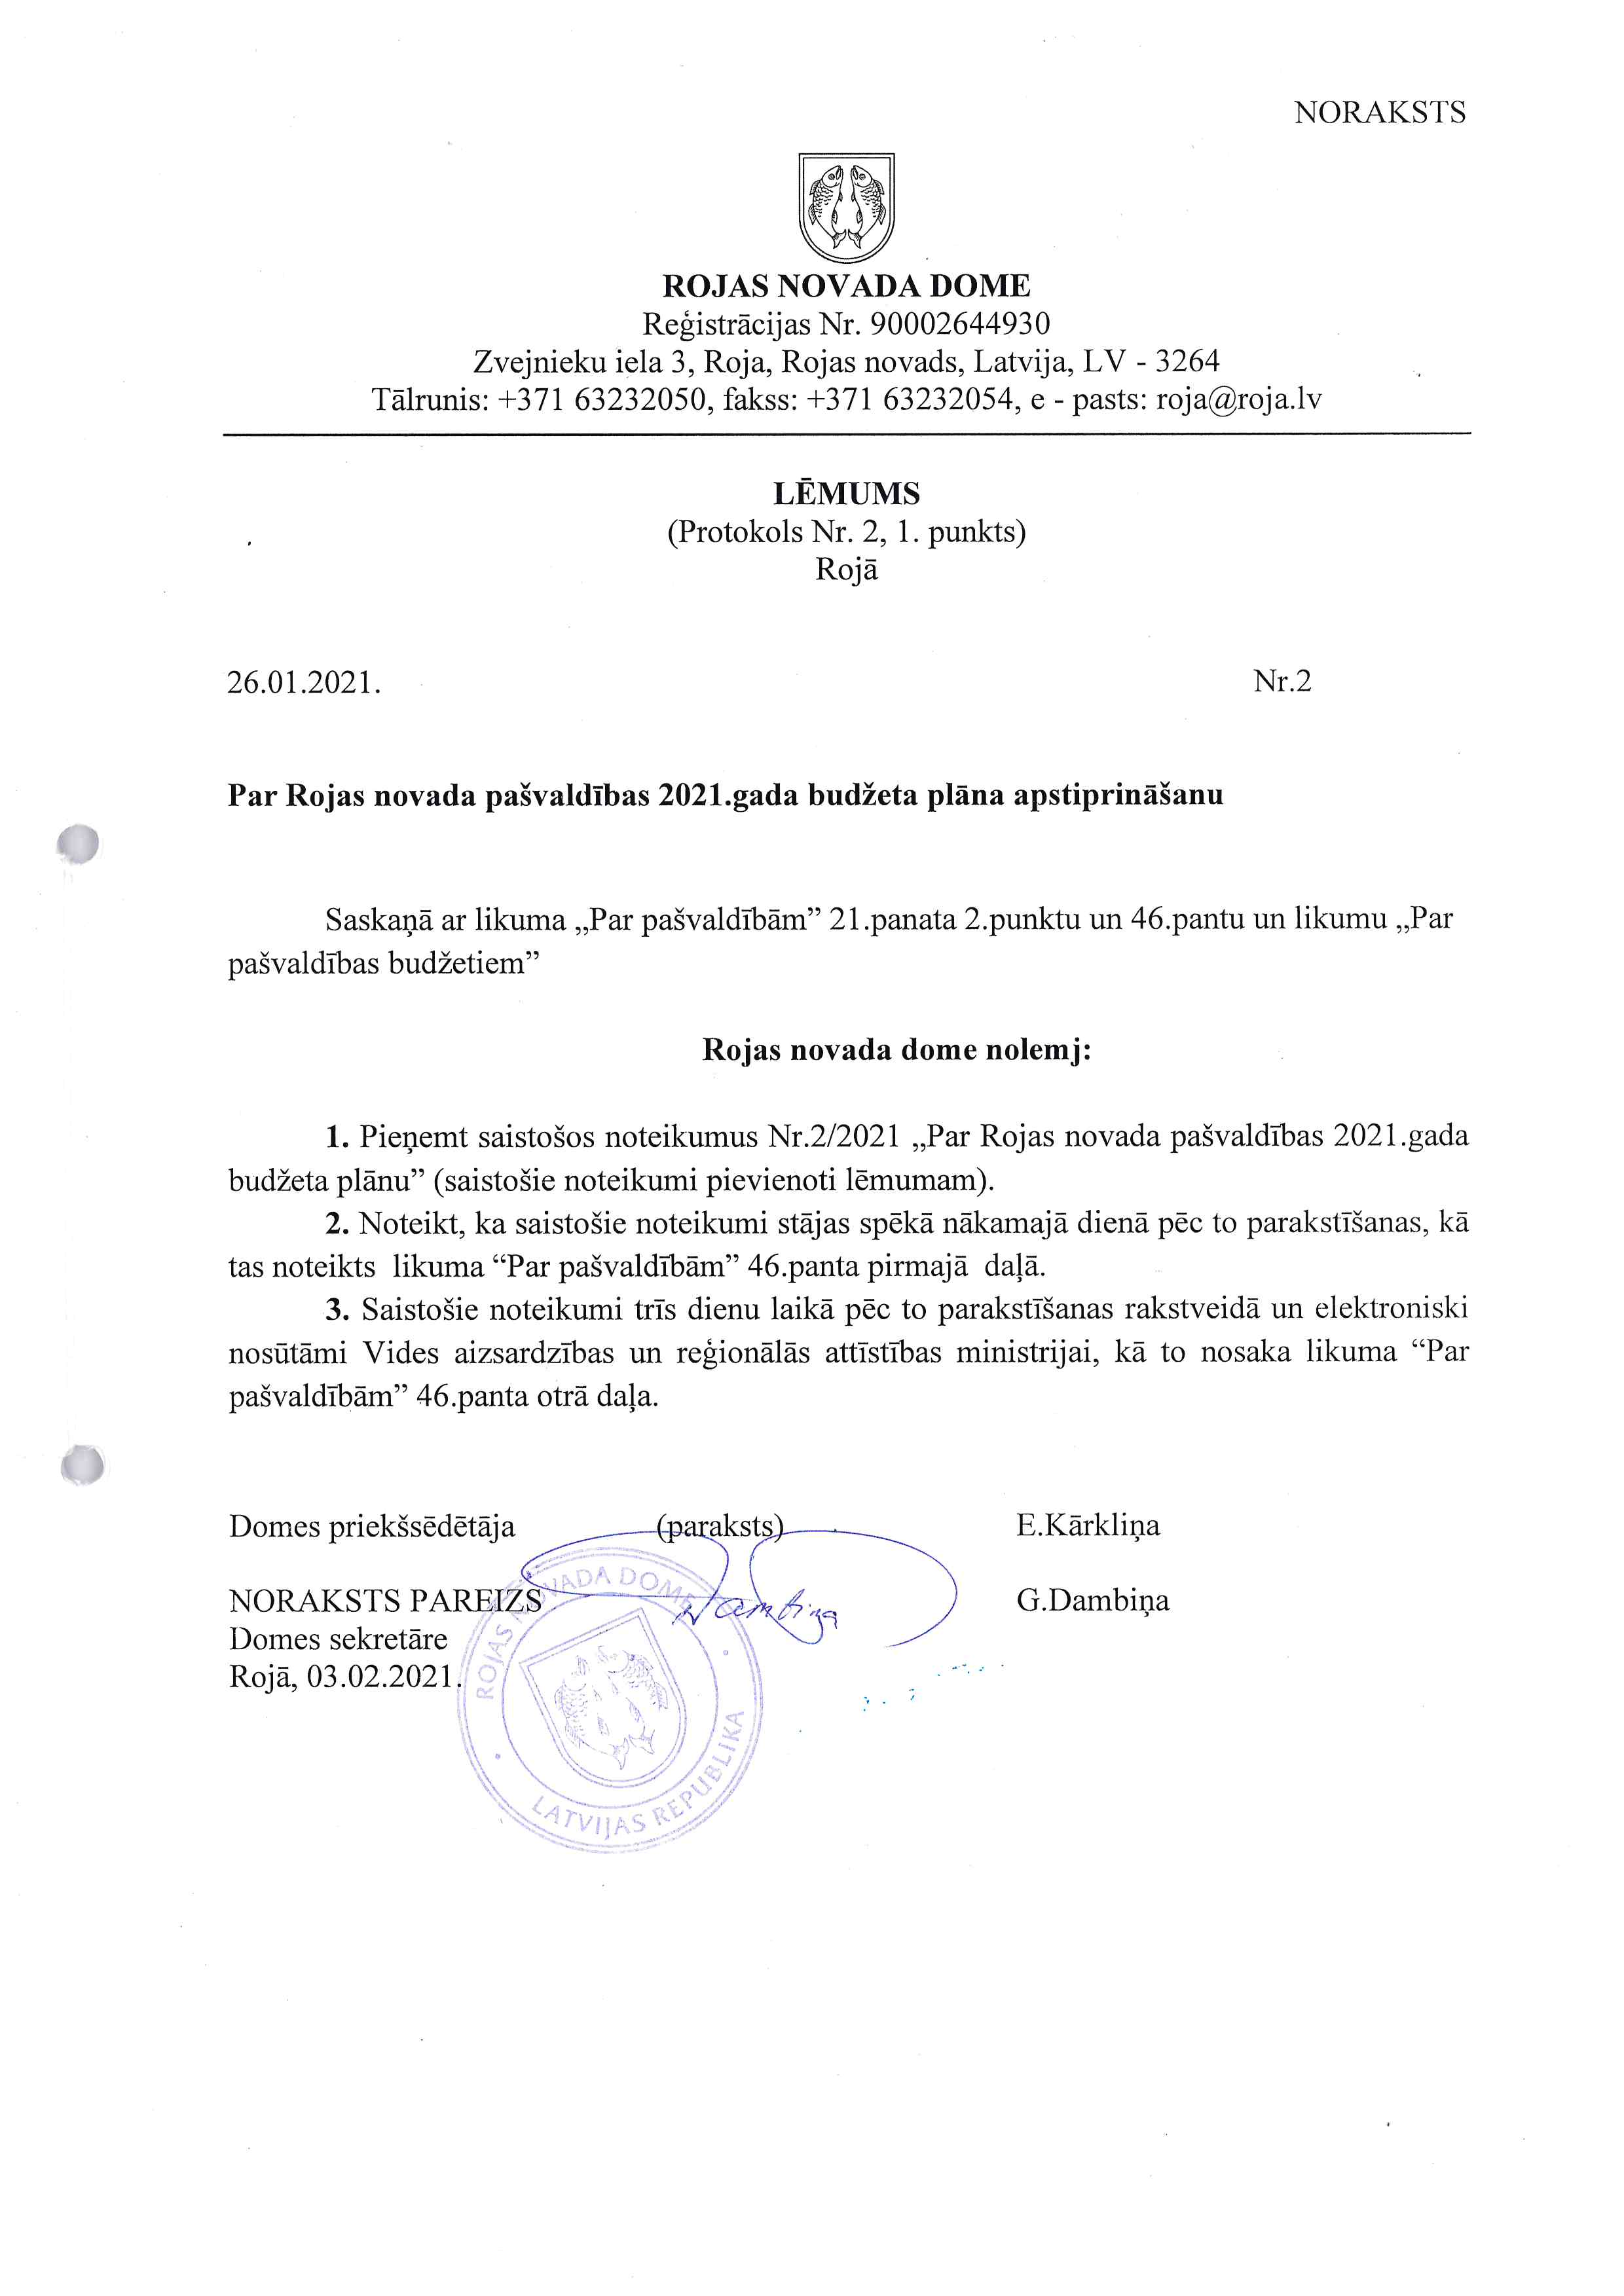 NORAKSTS
ROJAS NOVADA DOME
Reģistrācijas Nr. 90002644930
Zvejnieku iela 3, Roja, Rojas novads, Latvija, LV - 3264
Tālrunis: +371 63232050, fakss: +371 63232054, e - pasts: roja@roja.lv
LĒMUMS
(Protokols Nr. 2, 1. punkts)
Rojā
26.01.2021. Nr.2
Par Rojas novada pašvaldības 2021.gada budžeta plāna apstiprināšanu
Saskaņā ar likuma „Par pašvaldībām” 21.panata 2.punktu un 46.pantu un likumu „Par
pašvaldības budžetiem”
Rojas novada dome nolemj:
1. Pieņemt saistošos noteikumus Nr.2/2021 „Par Rojas novada pašvaldības 2021.gada
budžeta plānu” (saistošie noteikumi pievienoti lēmumam).
2. Noteikt, ka saistošie noteikumi stājas spēkā nākamajā dienā pēc to parakstīšanas, kā
tas noteikts likuma “Par pašvaldībām” 46.panta pirmajā daļā.
3. Saistošie noteikumi trīs dienu laikā pēc to parakstīšanas rakstveidā un elektroniski
nosūtāmi Vides aizsardzības un reģionālās attīstības ministrijai, kā to nosaka likuma “Par
pašvaldībām” 46.panta otrā daļa.
Domes priekšsēdētāja (paraksts) E.Kārkliņa
NORAKSTS PAREIZS Dambiņa G.Dambiņa
Domes sekretāre
Rojā, 03.02.2021.
ROJAS NOVADA DOME
LATVIJAS REPUBLIKA